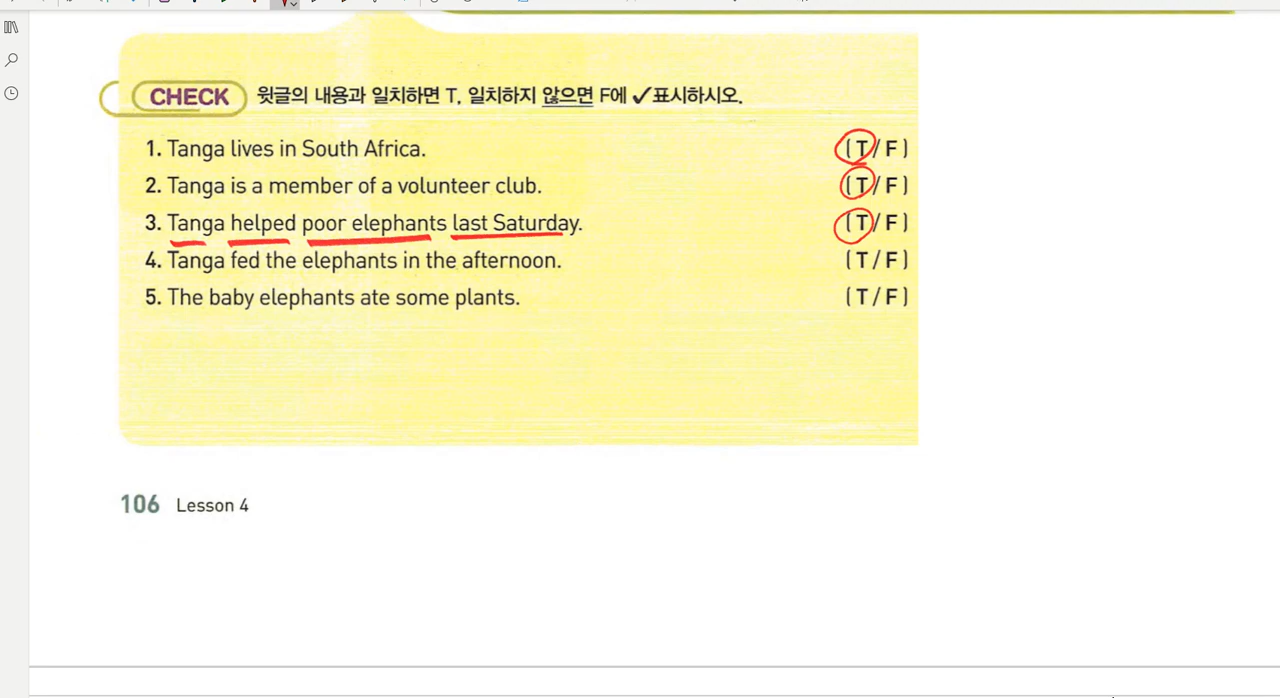 CHECK 윗글의 내용과 일치하면 T, 일치하지 않으면 F에 ✓표시하시오.
1. Tanga lives in South Africa. (T/F)
2. Tanga is a member of a volunteer club. (T/F)
3. Tanga helped poor elephants last Saturday. (T/F)
4. Tanga fed the elephants in the afternoon. (T/F)
5. The baby elephants ate some plants. (T/F)
106 Lesson 4